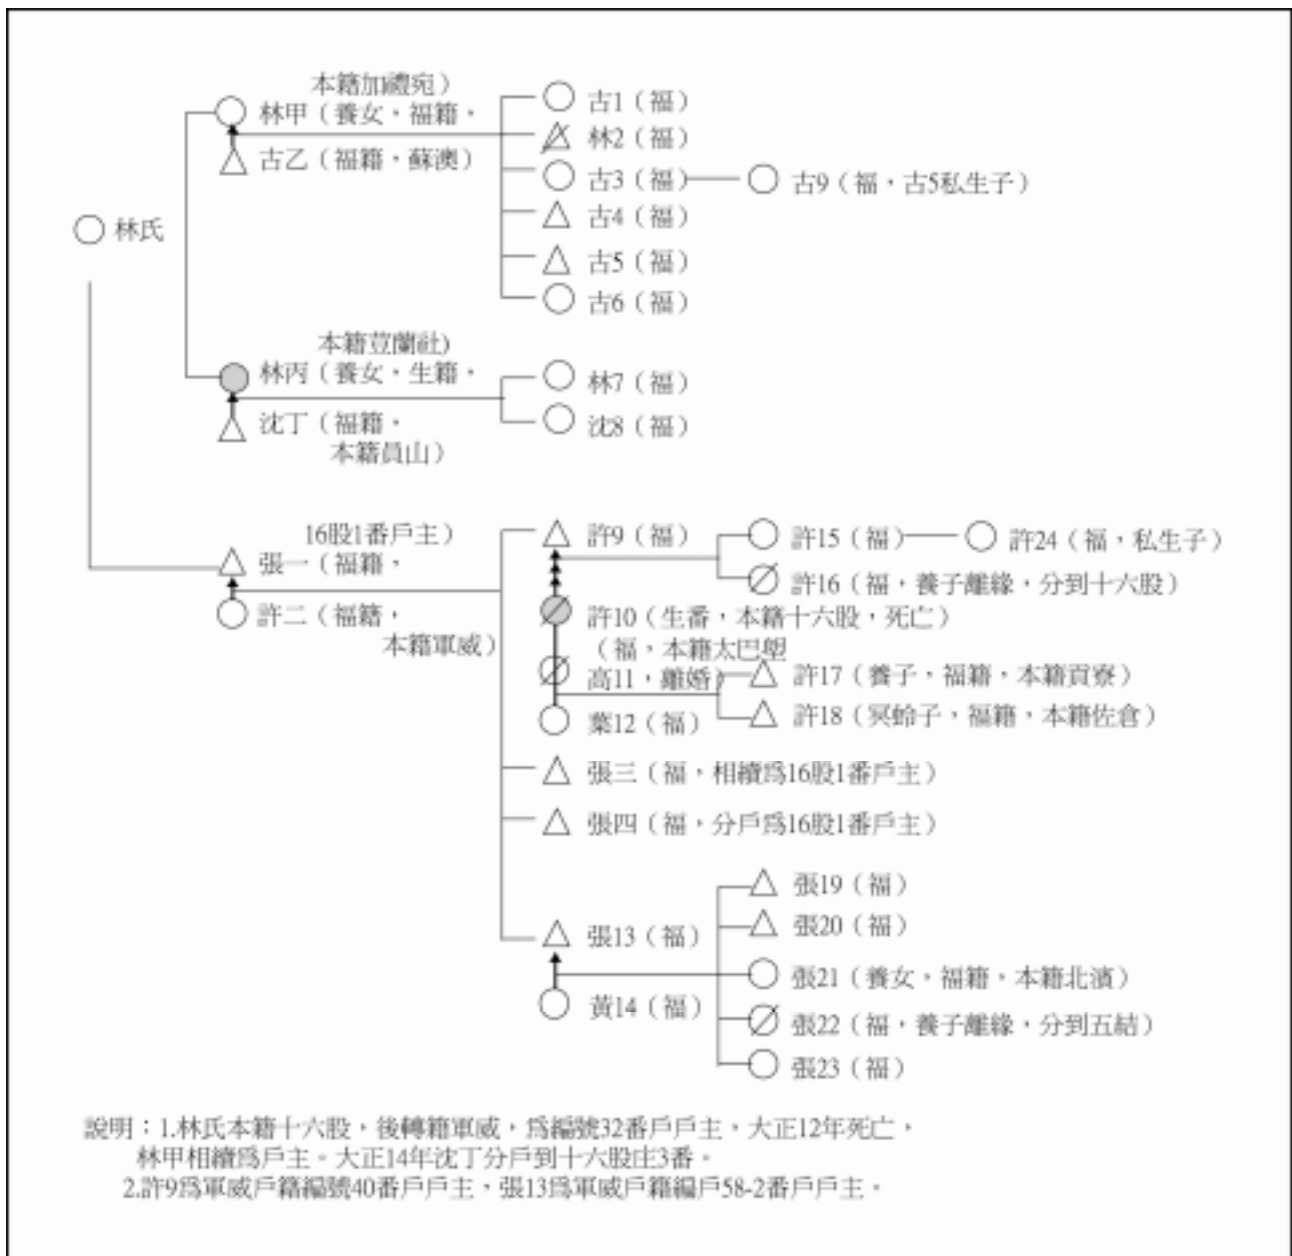 本籍加禮宛)
林甲(養女,福籍,
古乙(福籍,蘇澳)
古1(福)
林2(福)
古3(福)
古9(福,古5私生子)
古4(福)
古5(福)
古6(福)
林氏
本籍荳蘭社)
林丙(養女,生籍,
沈丁(福籍,
本籍員山)
林7(福)
沈8(福)
16股1番戶主)
張一(福籍,
許二(福籍,
本籍軍威)
許9(福)
許15(福)
許24(福,私生子)
許16(福,養子離緣,分到十六股)
許10(生番,本籍十六股,死亡)
(福,本籍太巴塱
高11,離婚)
許17(養子,福籍,本籍貢寮)
葉12(福)
許18(冥蛉子,福籍,本籍佐倉)
張三(福,相續爲16股1番戶主)
張四(福,分戶爲16股1番戶主)
張13(福)
黃14(福)
張19(福)
張20(福)
張21(養女,福籍,本籍北濱)
張22(福,養子離緣,分到五結)
張23(福)
說明:1.林氏本籍十六股,後轉籍軍威,爲編號32番戶戶主,大正12年死亡,
林甲相續爲戶主。大正14年沈丁分戶到十六股庄3番。
2.許9爲軍威戶籍編號40番戶戶主,張13爲軍威戶籍編戶58-2番戶戶主。